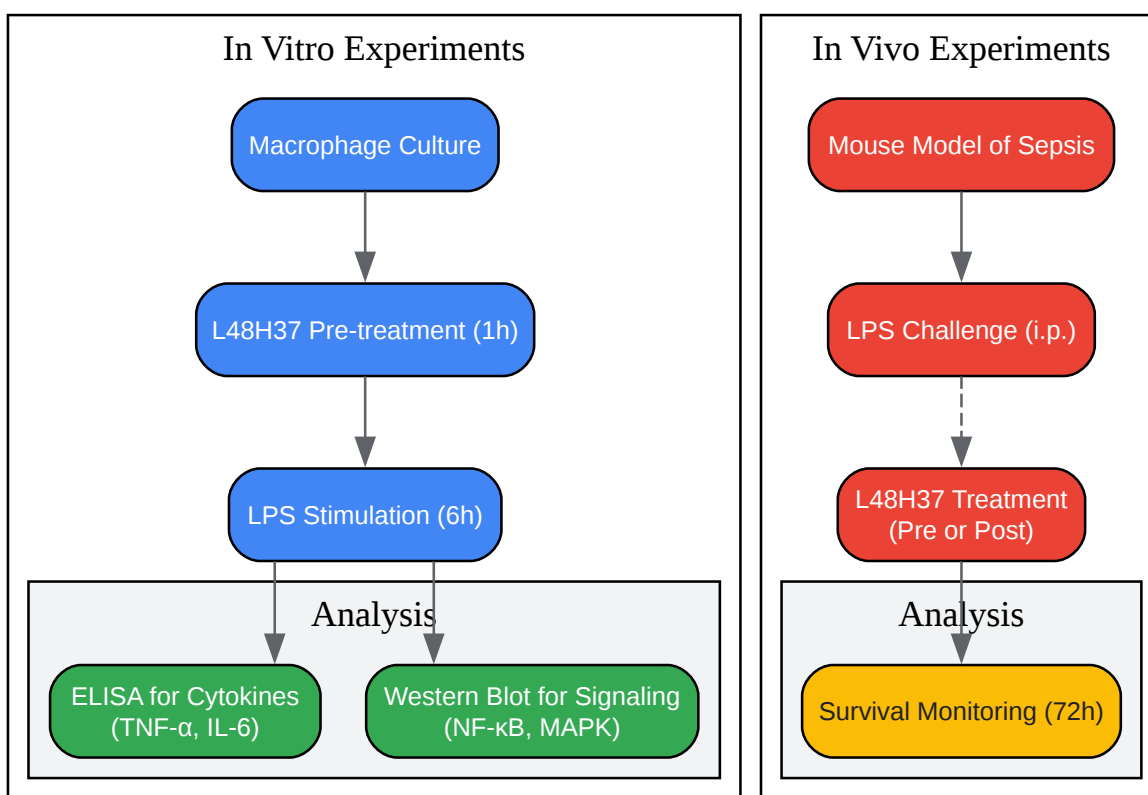 In Vitro Experiments
Macrophage Culture
L48H37 Pre-treatment (1h)
LPS Stimulation (6h)
Analysis
ELISA for Cytokines
(TNF-α, IL-6)
Western Blot for Signaling
(NF-κB, MAPK)
In Vivo Experiments
Mouse Model of Sepsis
LPS Challenge (i.p.)
L48H37 Treatment
(Pre or Post)
Analysis
Survival Monitoring (72h)